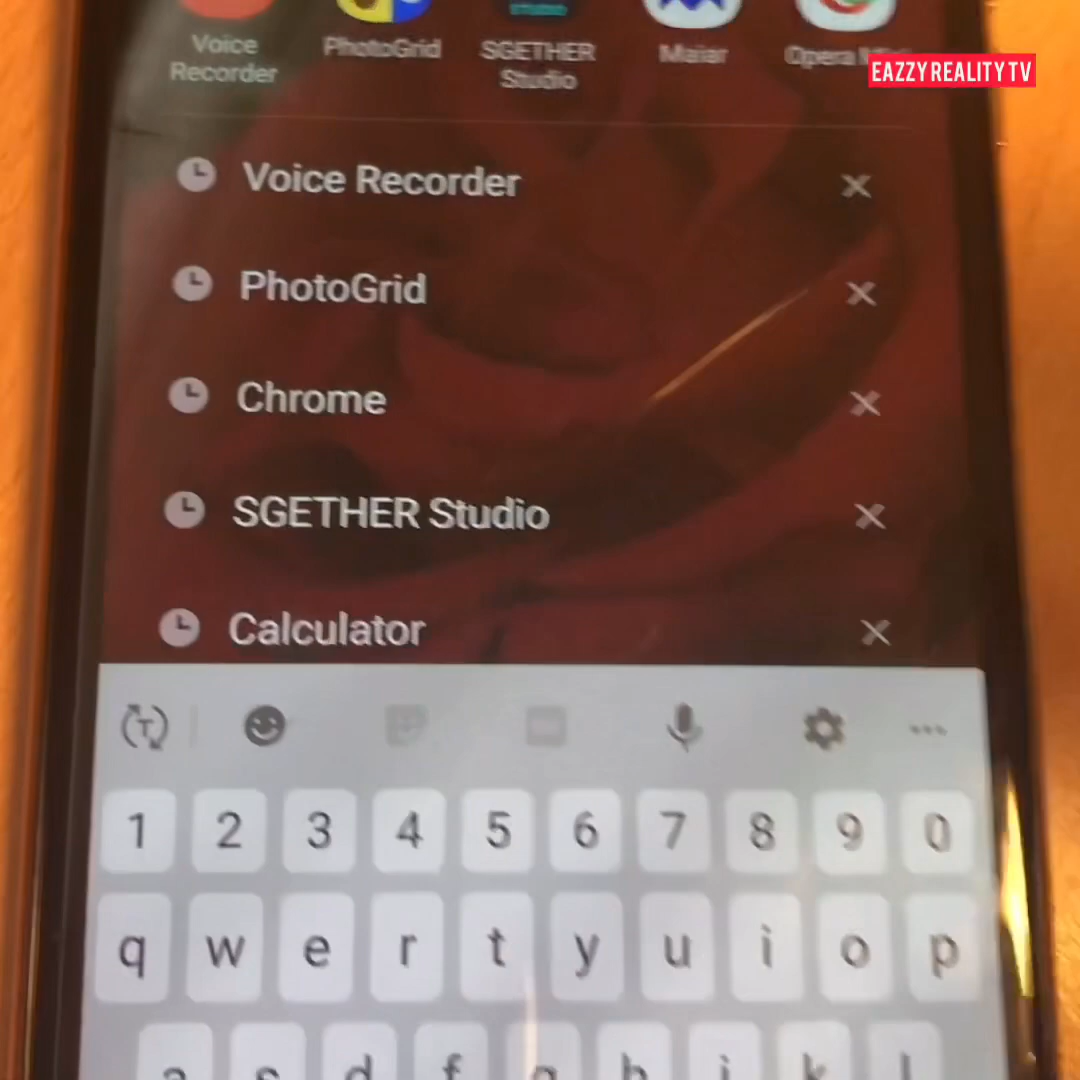 Voice
Recorder
PhotoGrid
SGETHER
Studio
STUDIO
Maiar
Opera
EAZZY REALITY TV
Voice Recorder
PhotoGrid
Chrome
SGETHER Studio
Calculator
T
1 2 3 4 5 6 7 8 9 0
q w e r t y u i o p
a s d f g h j k l